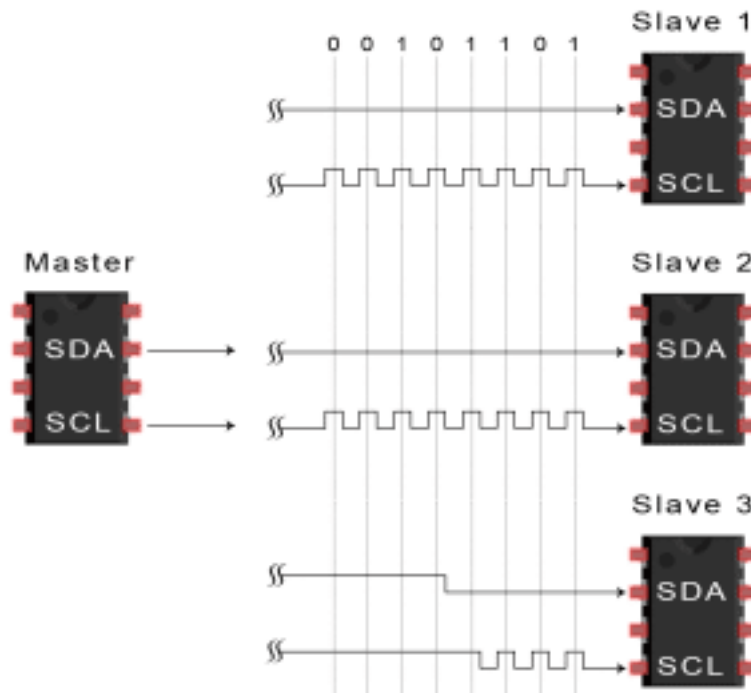 Slave 1
0 0 1 0 1 1 0 1
SDA
SCL
Master
SDA
SCL
Slave 2
SDA
SCL
Slave 3
SDA
SCL